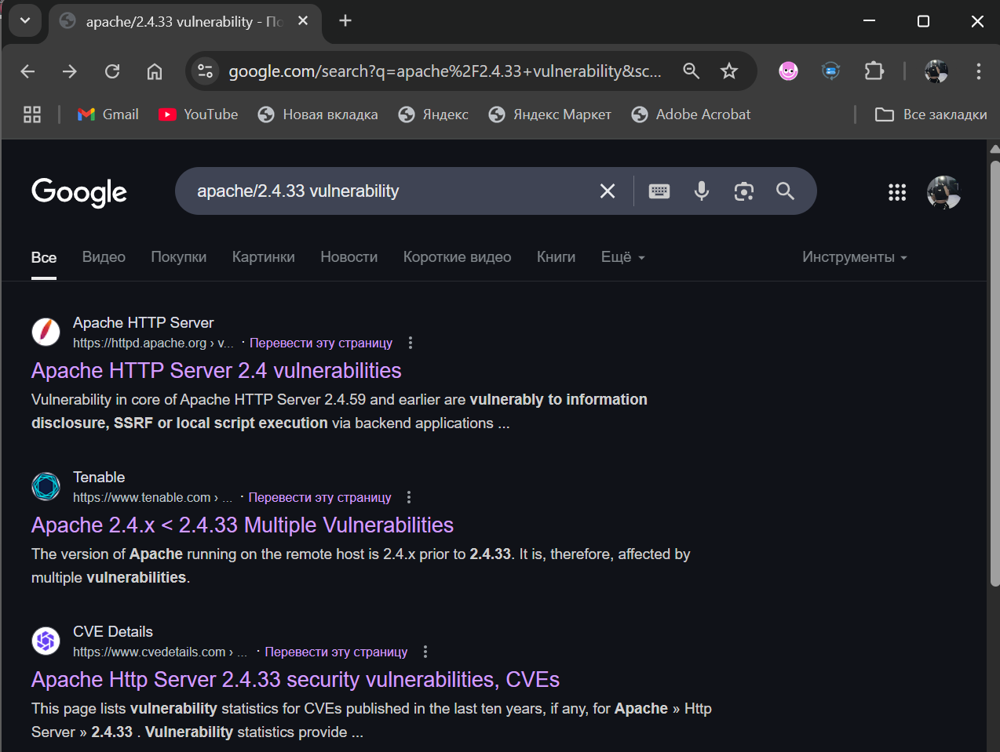 apache/2.4.33 vulnerability - По
google.com/search?q=apache%2F2.4.33+vulnerability&sc...
Gmail
YouTube
Новая вкладка
Яндекс
Яндекс Маркет
Adobe Acrobat
Все закладки
Google
apache/2.4.33 vulnerability
Все
Видео
Покупки
Картинки
Новости
Короткие видео
Книги
Ещё
Инструменты
Apache HTTP Server
https://httpd.apache.org › v... · Перевести эту страницу
Apache HTTP Server 2.4 vulnerabilities
Vulnerability in core of Apache HTTP Server 2.4.59 and earlier are vulnerably to information
disclosure, SSRF or local script execution via backend applications ...
Tenable
https://www.tenable.com › ... · Перевести эту страницу
Apache 2.4.x < 2.4.33 Multiple Vulnerabilities
The version of Apache running on the remote host is 2.4.x prior to 2.4.33. It is, therefore, affected by
multiple vulnerabilities.
CVE Details
https://www.cvedetails.com › ... · Перевести эту страницу
Apache Http Server 2.4.33 security vulnerabilities, CVEs
This page lists vulnerability statistics for CVEs published in the last ten years, if any, for Apache » Http
Server » 2.4.33 . Vulnerability statistics provide ...